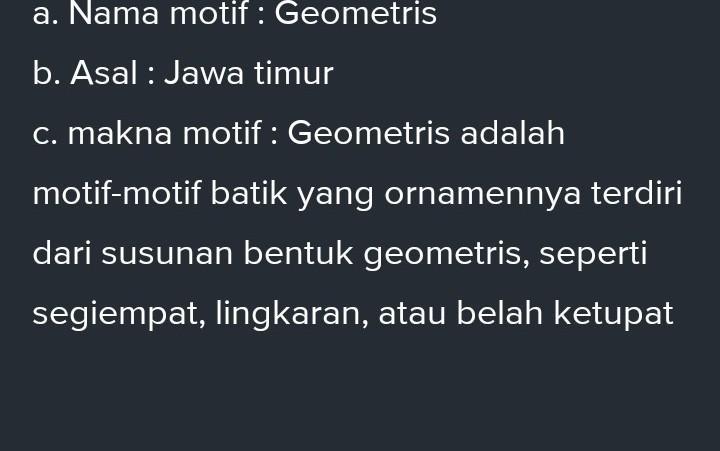 a. Nama motif : Geometris
b. Asal : Jawa timur
c. makna motif : Geometris adalah
motif-motif batik yang ornamennya terdiri
dari susunan bentuk geometris, seperti
segiempat, lingkaran, atau belah ketupat